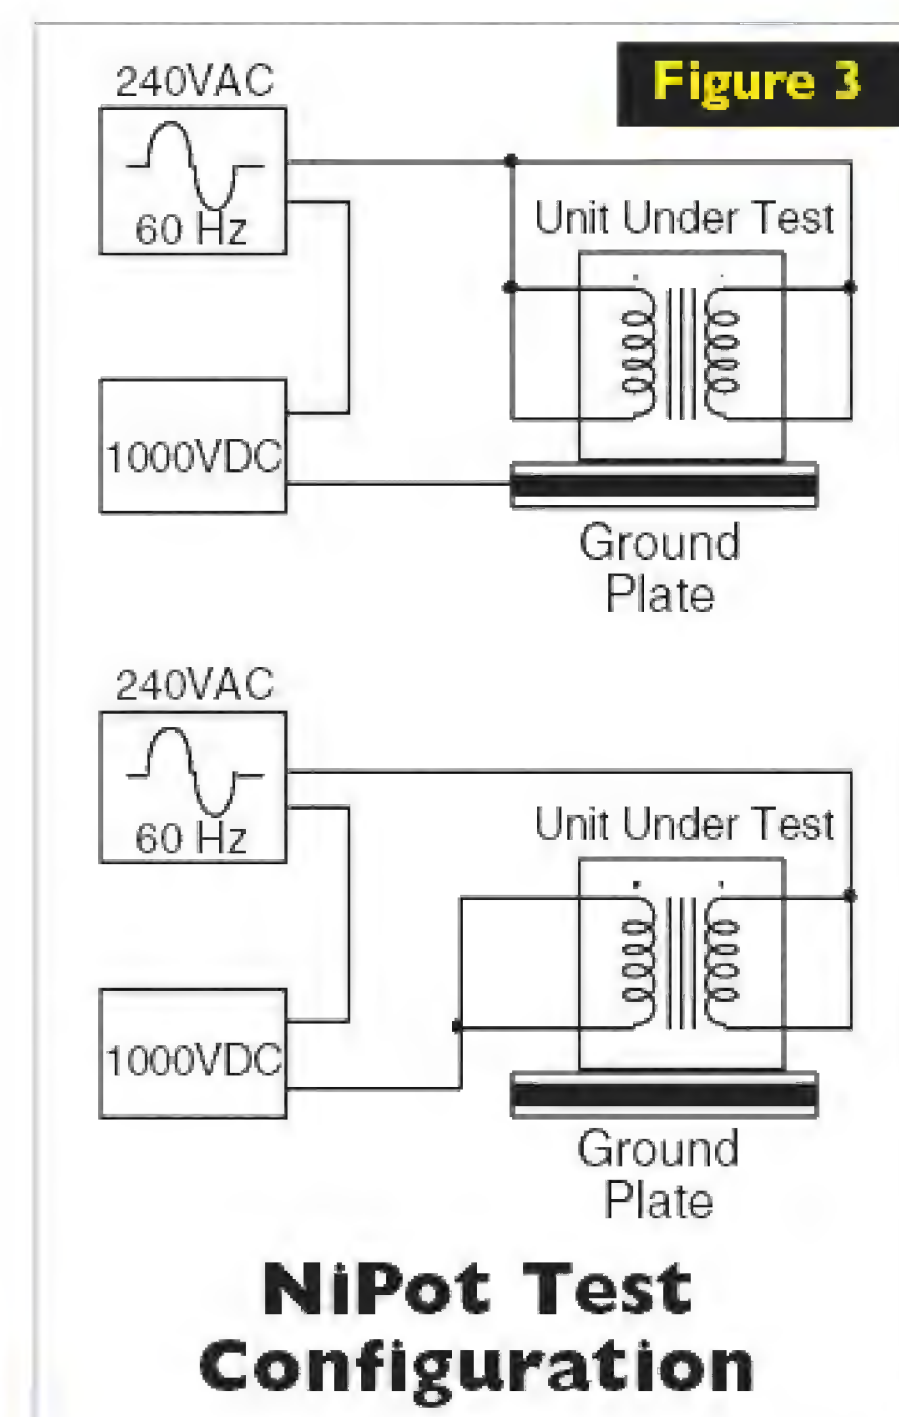 Figure 3
240VAC
60 Hz
Unit Under Test
1000VDC
Ground
Plate
240VAC
60 Hz
Unit Under Test
1000VDC
Ground
Plate
NiPot Test
Configuration